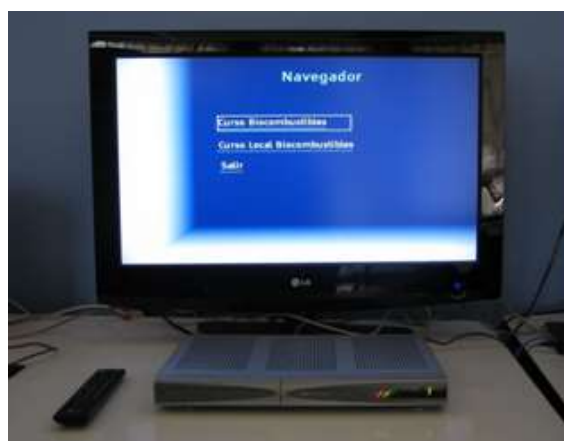 Navegador
Curso Biocombustibles
Curso Local Biocombustibles
Salir
LG